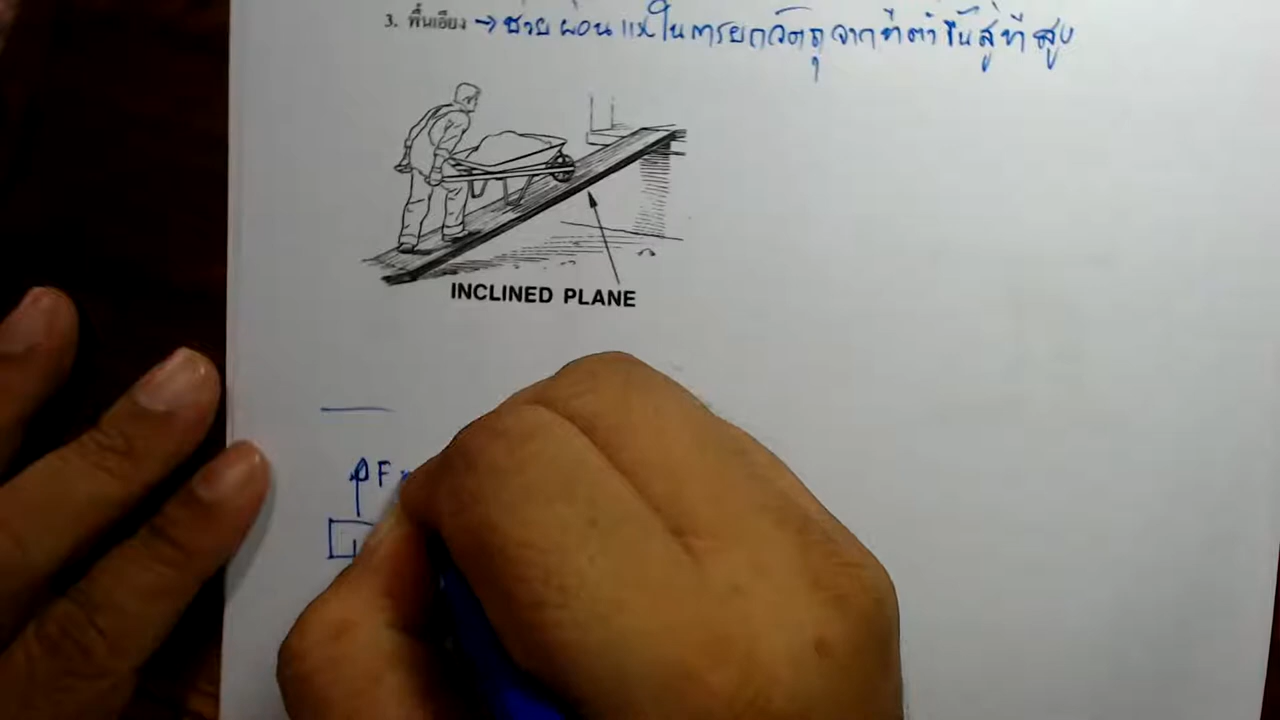 3. พื้นเอียง → ช่วยผ่อนแรงในการยกวัตถุจากที่ต่ำขึ้นสู่ที่สูง
INCLINED PLANE
F